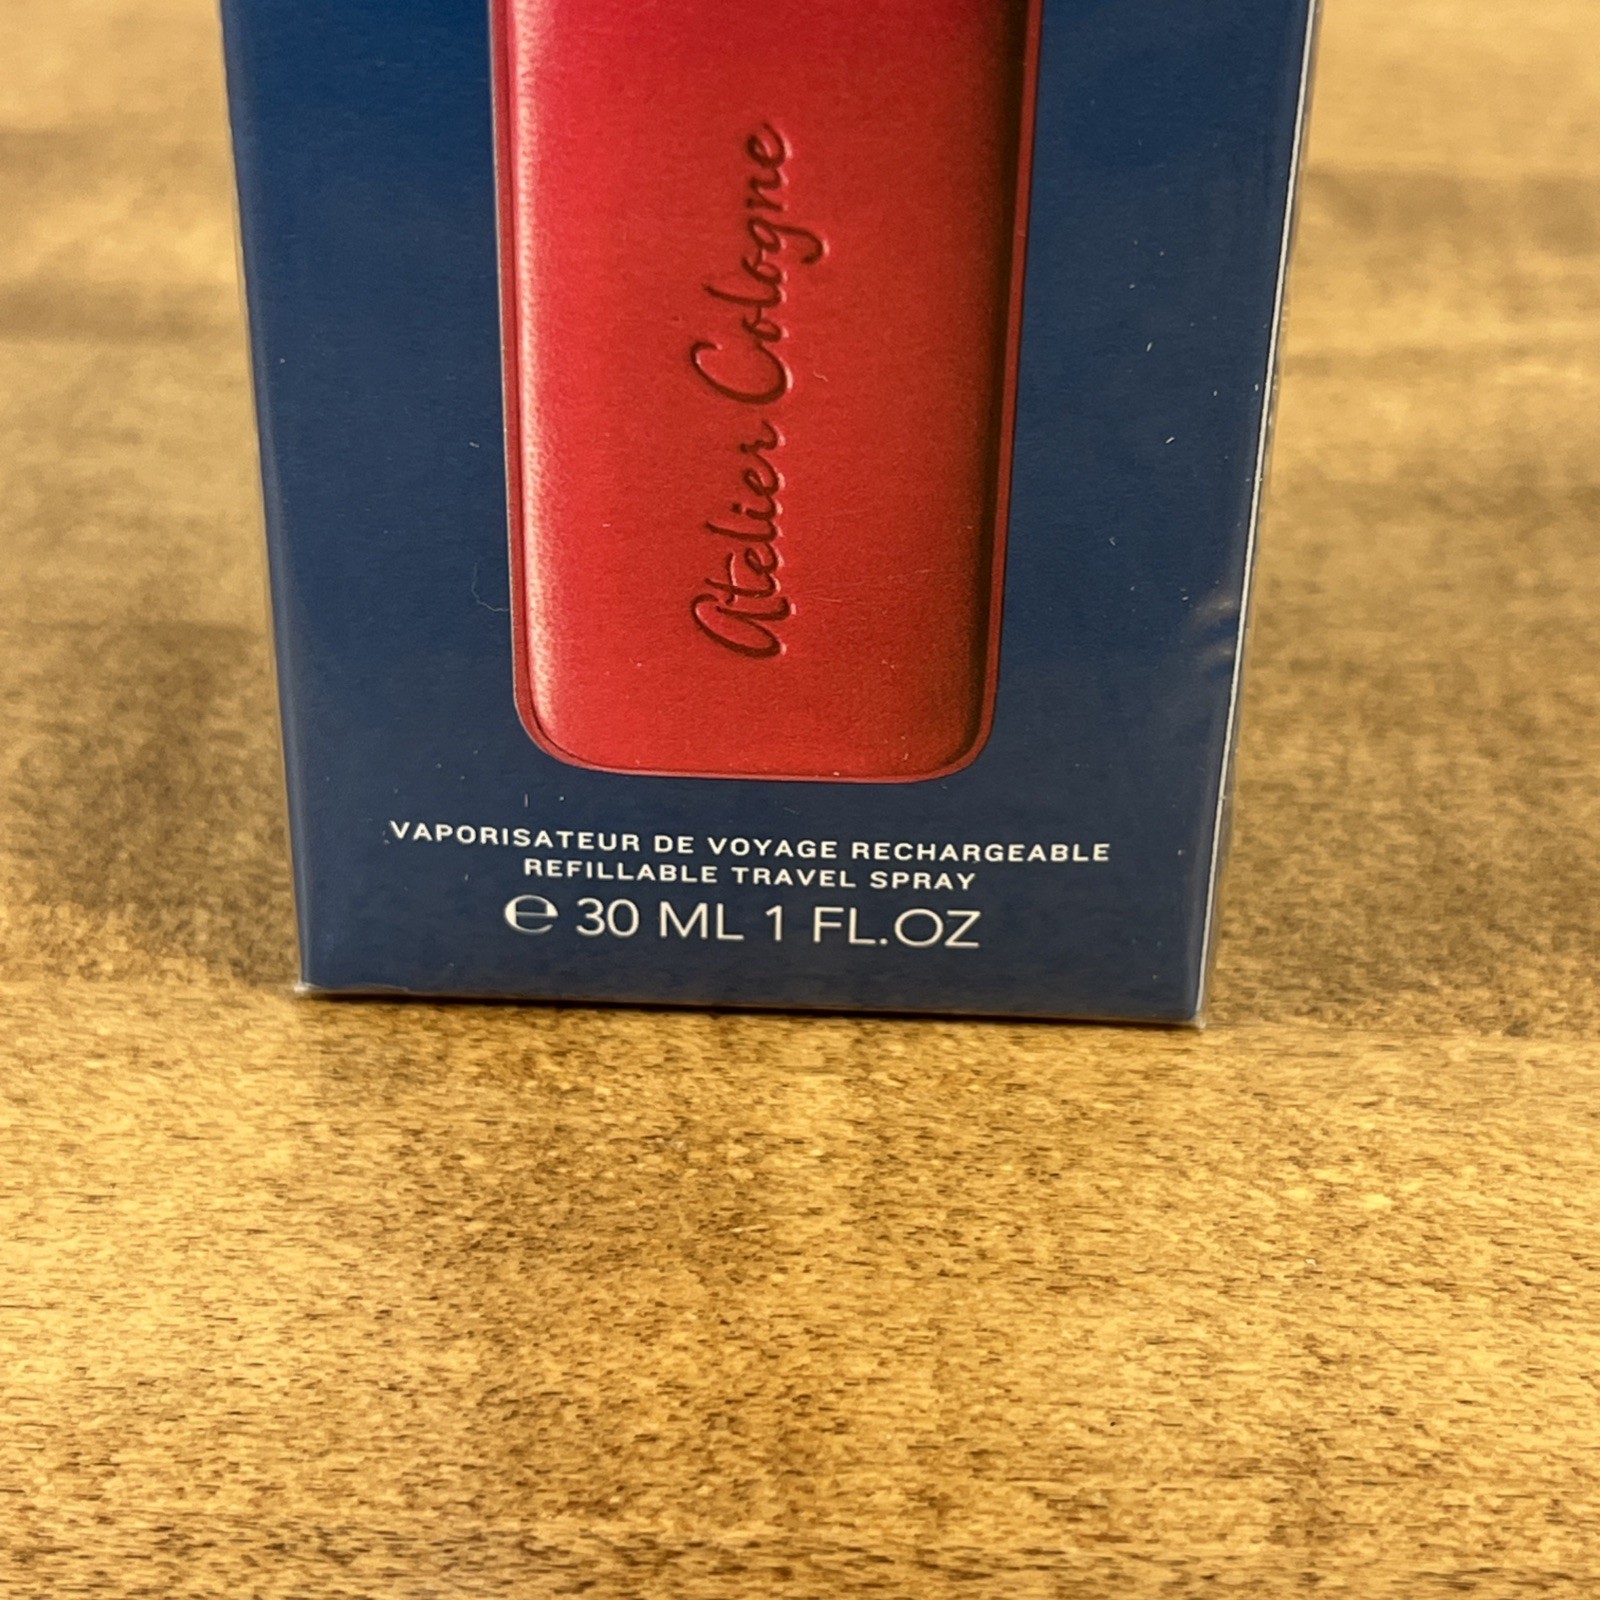 Atelier Cologne
VAPORISATEUR DE VOYAGE RECHARGEABLE
REFILLABLE TRAVEL SPRAY
℮ 30 ML 1 FL.OZ